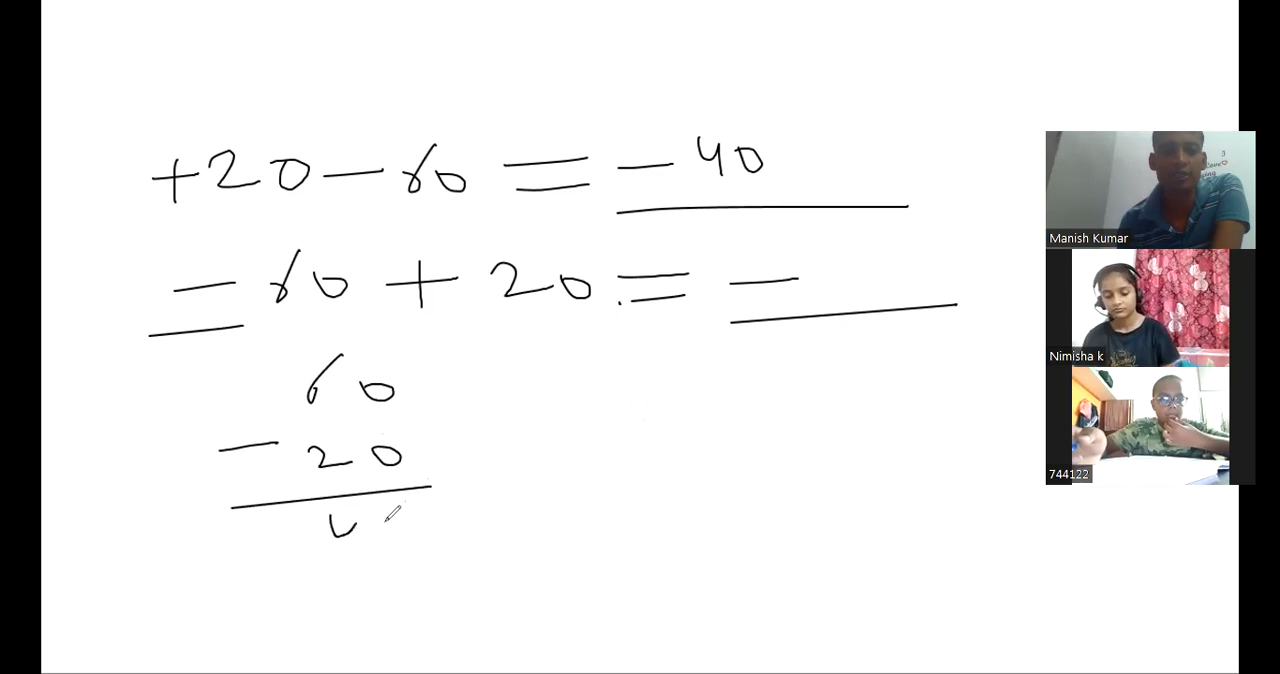 +20 - 60 = - 40
- 60 + 20 = -
60
- 20
Manish Kumar
Nimisha k
744122